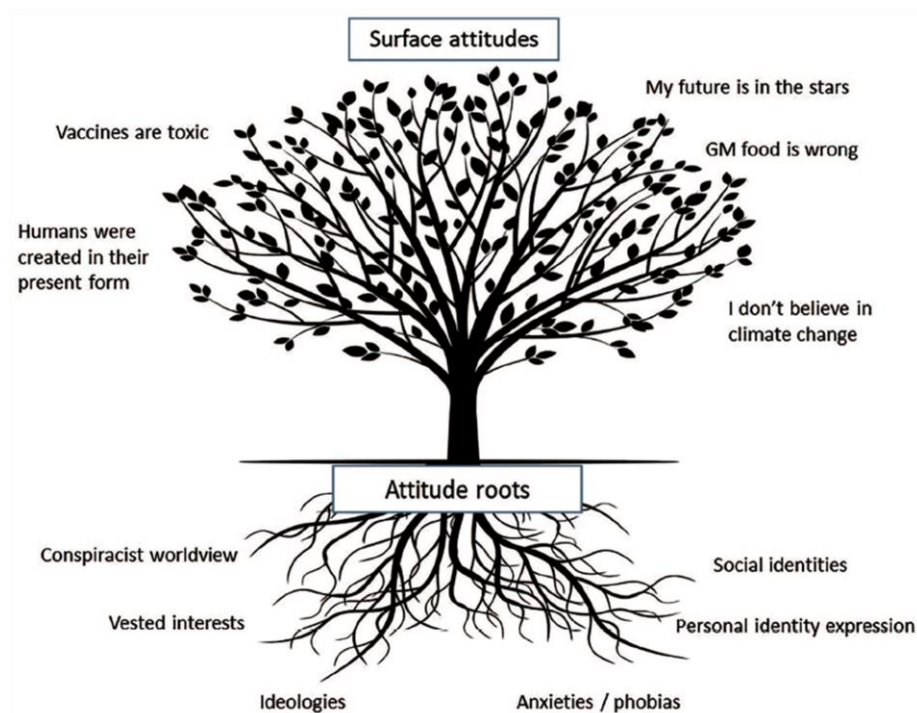 Surface attitudes
My future is in the stars
Vaccines are toxic
GM food is wrong
Humans were
created in their
present form
I don't believe in
climate change
Attitude roots
Conspiracist worldview
Social identities
Vested interests
Personal identity expression
Ideologies
Anxieties / phobias